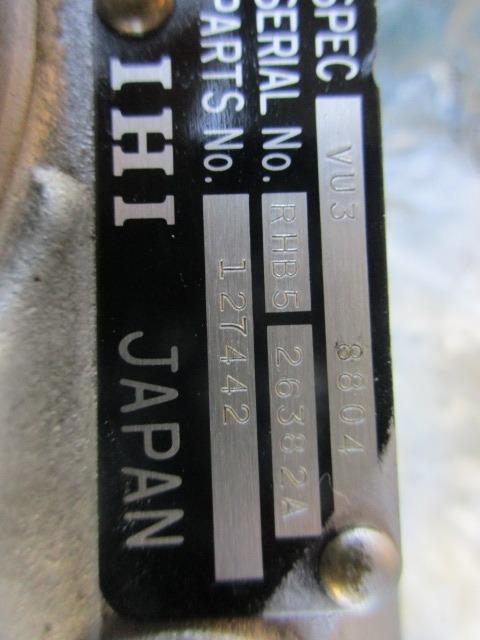 SPEC VU3 8804
SERIAL No. RHB5 26382A
PARTS No. 127442
IHI JAPAN